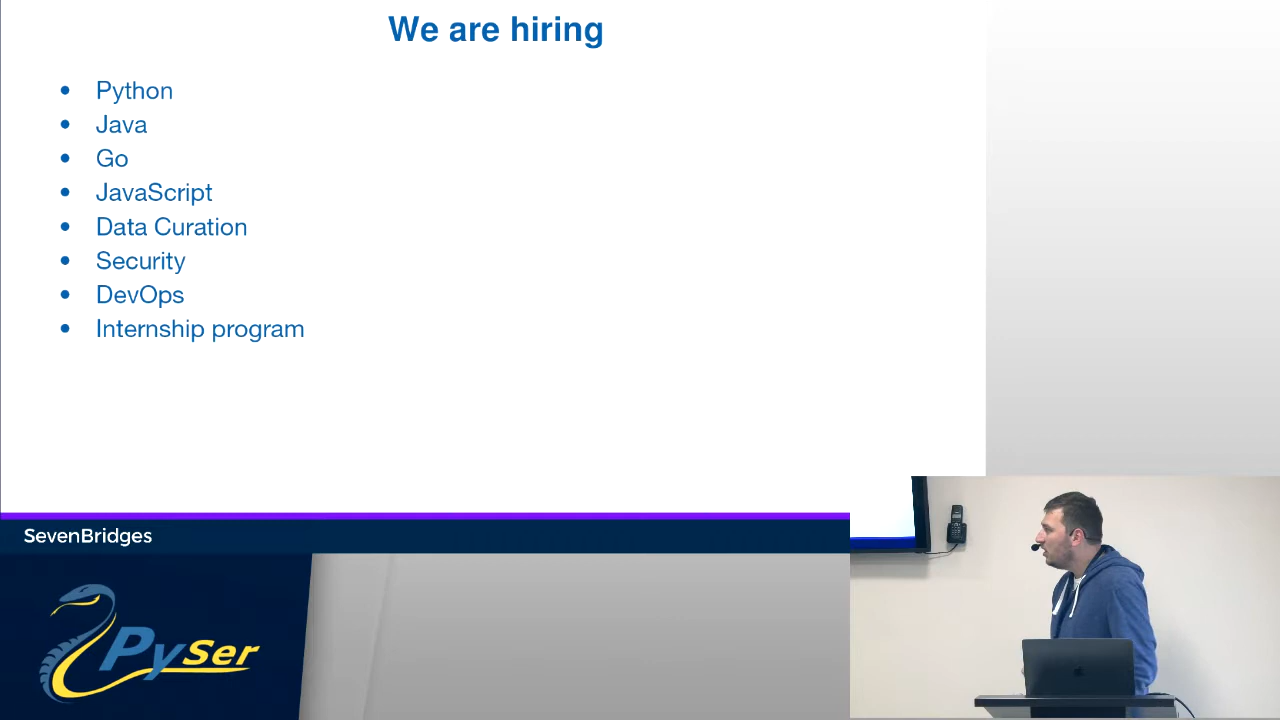 We are hiring
• Python
• Java
• Go
• JavaScript
• Data Curation
• Security
• DevOps
• Internship program
SevenBridges
PySer